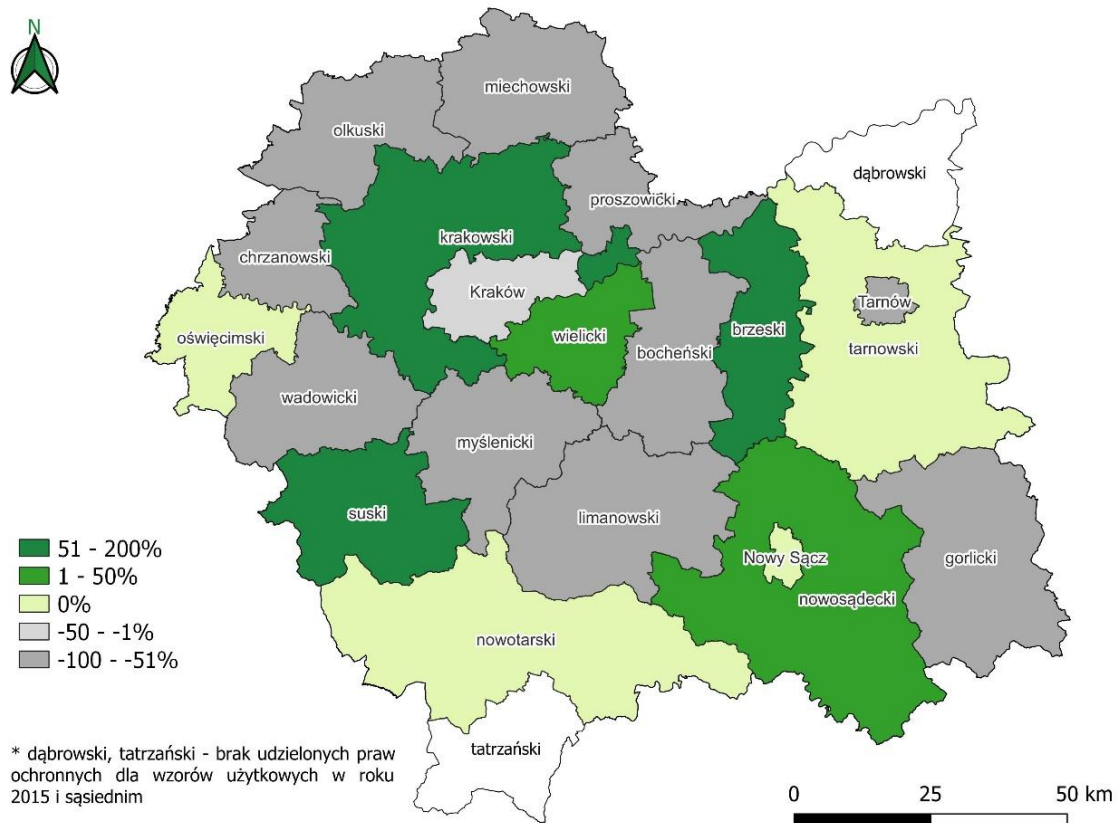 N
miechowski
olkuski
dąbrowski
proszowicki
krakowski
chrzanowski
Kraków
Tarnów
oświęcimski
wielicki
brzeski
bocheński
tarnowski
wadowicki
myślenicki
suski
limanowski
51 - 200%
1 - 50%
0%
-50 - -1%
-100 - -51%
Nowy Sącz
gorlicki
nowosądecki
nowotarski
tatrzański
* dąbrowski, tatrzański - brak udzielonych praw
ochronnych dla wzorów użytkowych w roku
2015 i sąsiednim
0 25 50 km